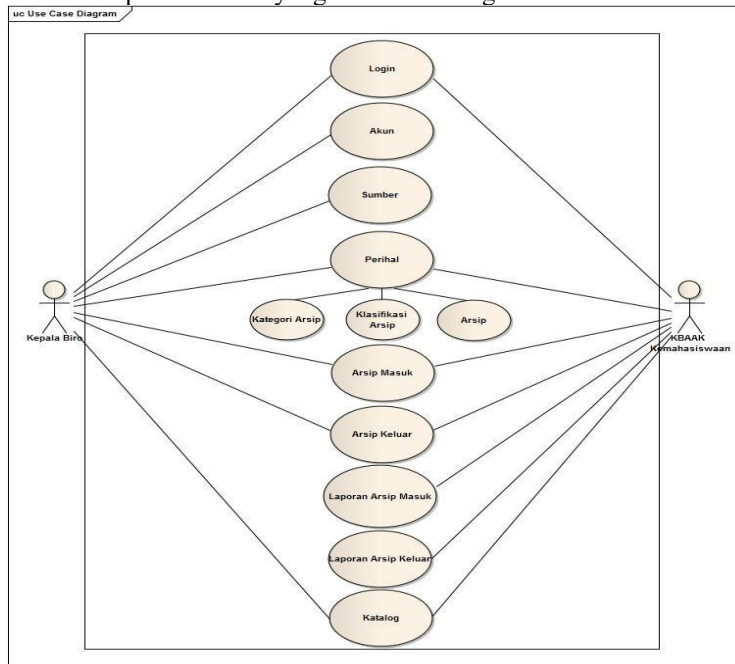 uc Use Case Diagram
Login
Akun
Sumber
Perihal
Kategori Arsip
Klasifikasi
Arsip
Arsip
Kepala Biro
KBAAK
Kemahasiswaan
Arsip Masuk
Arsip Keluar
Laporan Arsip Masuk
Laporan Arsip Keluar
Katalog